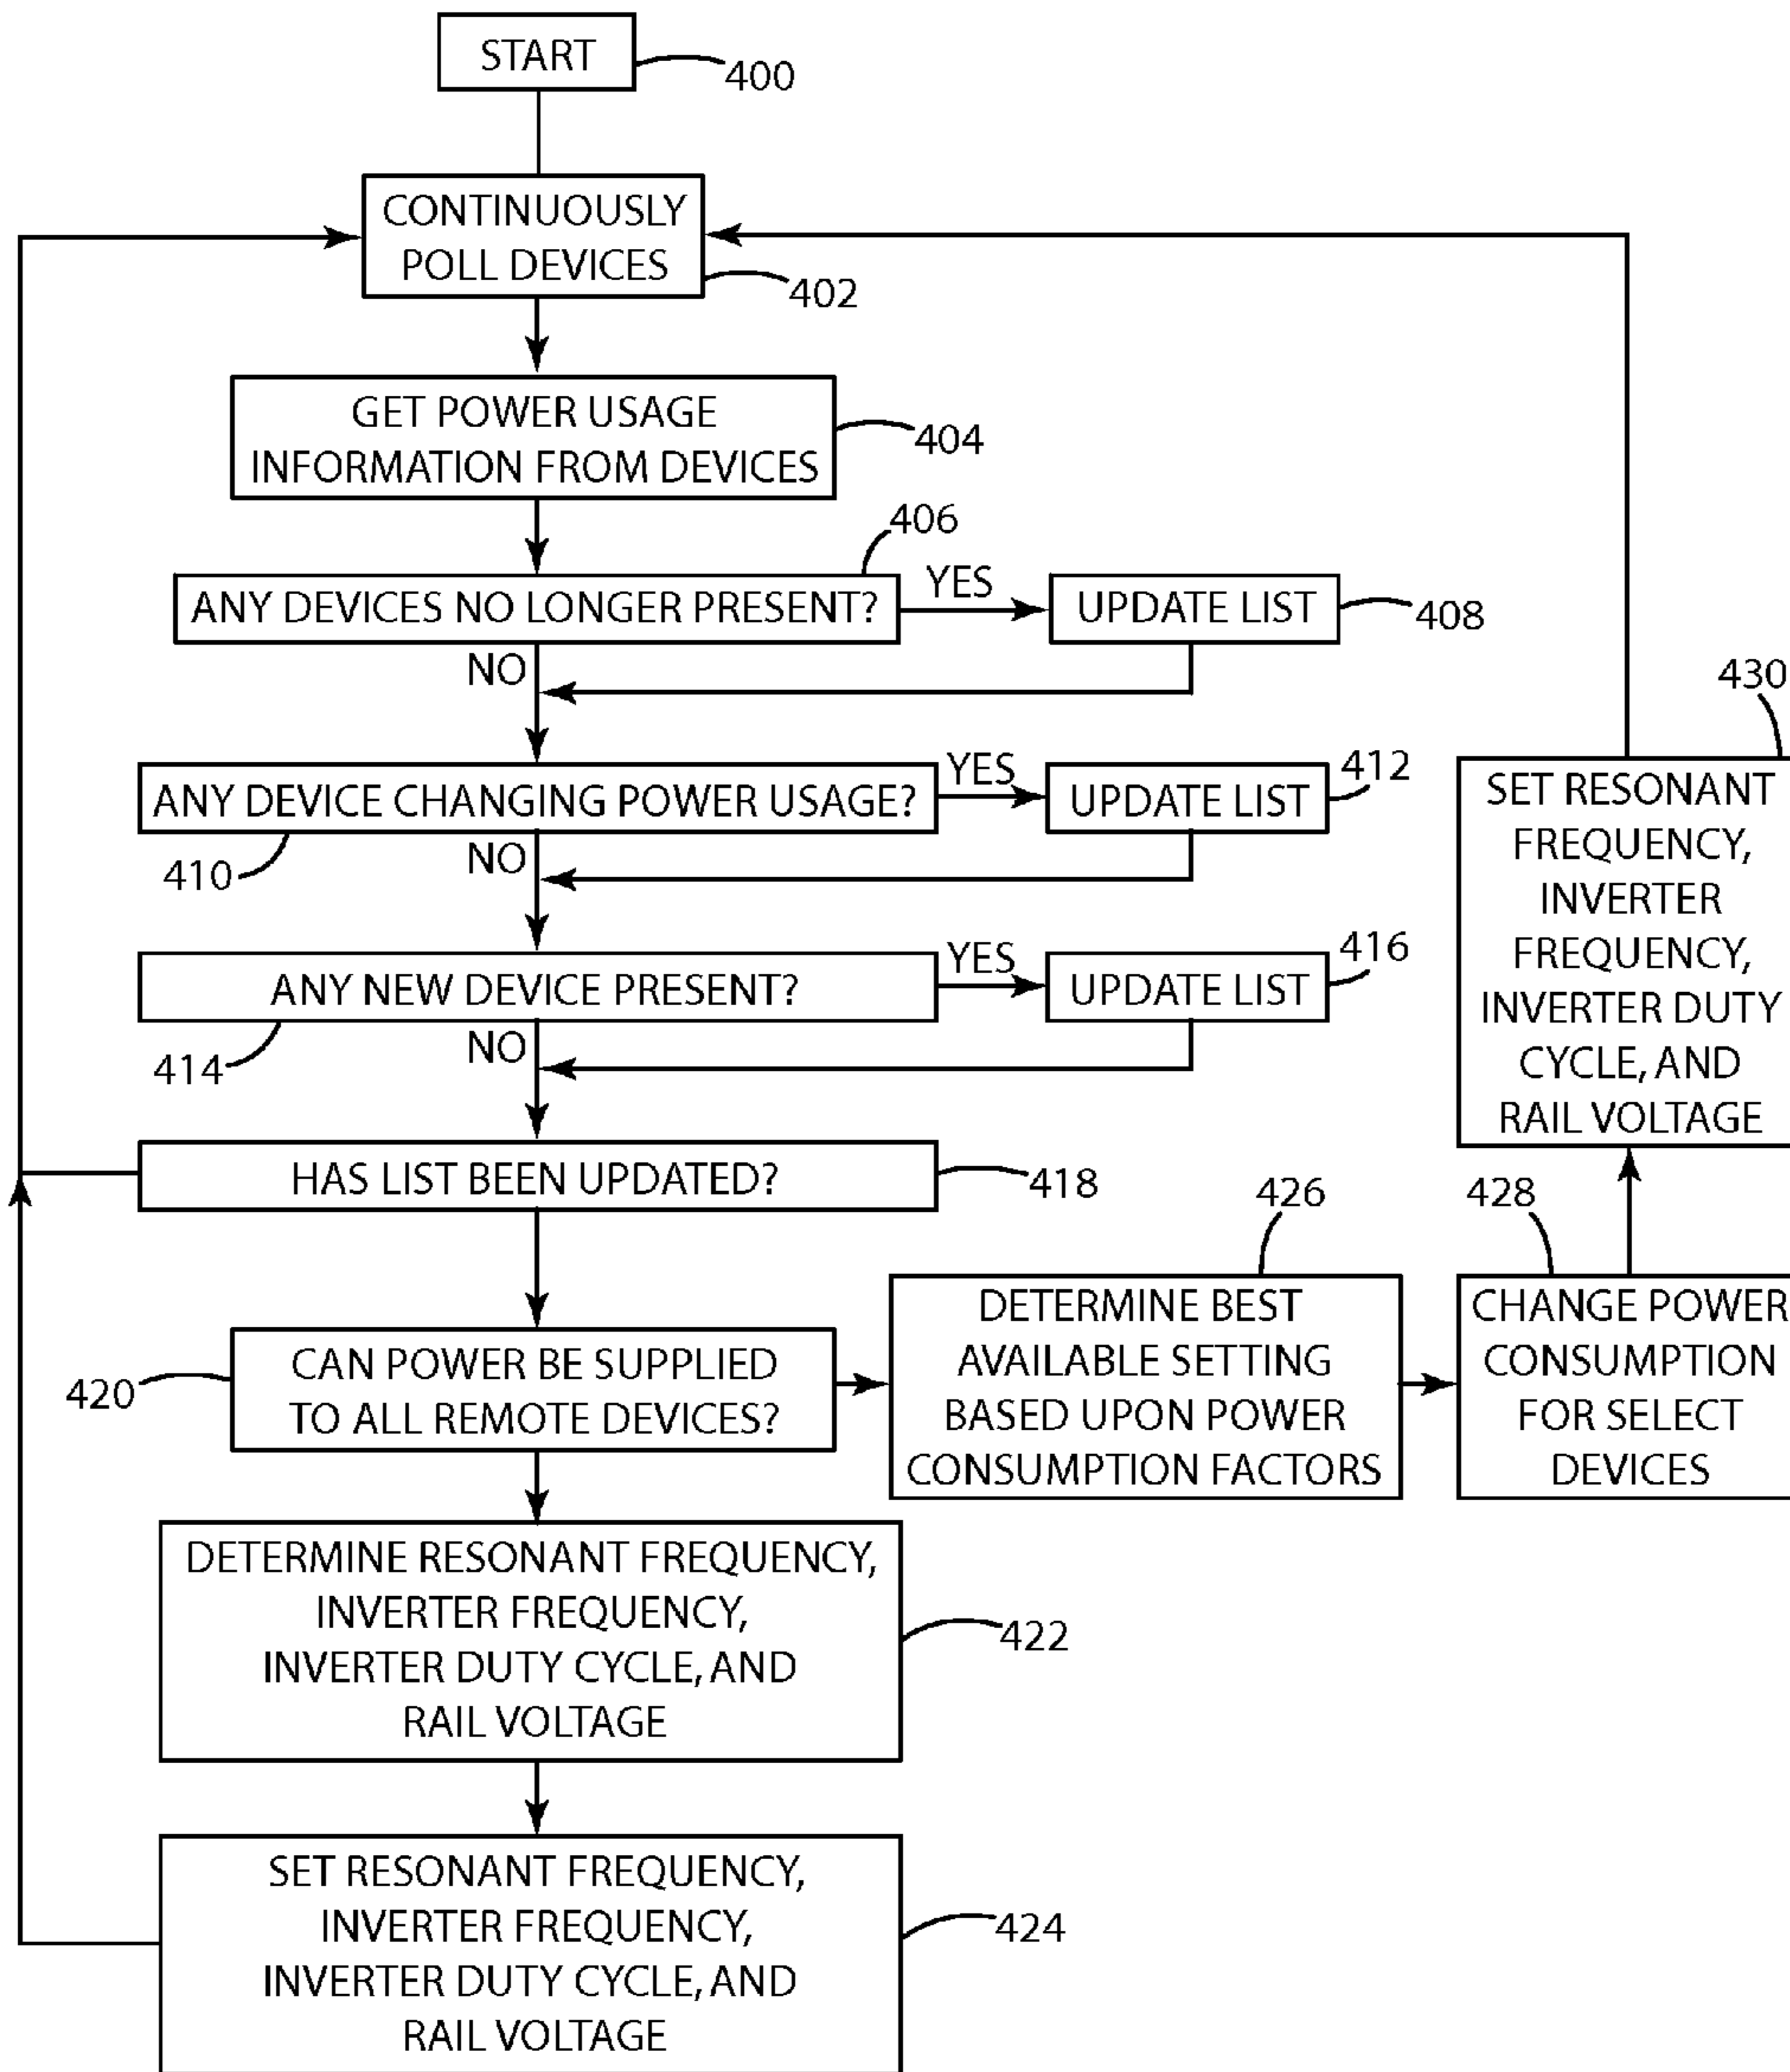 START
400
CONTINUOUSLY
POLL DEVICES
402
GET POWER USAGE
INFORMATION FROM DEVICES
404
406
ANY DEVICES NO LONGER PRESENT?
YES
UPDATE LIST
408
NO
430
ANY DEVICE CHANGING POWER USAGE?
YES
UPDATE LIST
412
410
NO
SET RESONANT
FREQUENCY,
INVERTER
FREQUENCY,
INVERTER DUTY
CYCLE, AND
RAIL VOLTAGE
ANY NEW DEVICE PRESENT?
YES
UPDATE LIST
416
414
NO
HAS LIST BEEN UPDATED?
418
426
428
CAN POWER BE SUPPLIED
TO ALL REMOTE DEVICES?
420
DETERMINE BEST
AVAILABLE SETTING
BASED UPON POWER
CONSUMPTION FACTORS
CHANGE POWER
CONSUMPTION
FOR SELECT
DEVICES
DETERMINE RESONANT FREQUENCY,
INVERTER FREQUENCY,
INVERTER DUTY CYCLE, AND
RAIL VOLTAGE
422
SET RESONANT FREQUENCY,
INVERTER FREQUENCY,
INVERTER DUTY CYCLE, AND
RAIL VOLTAGE
424